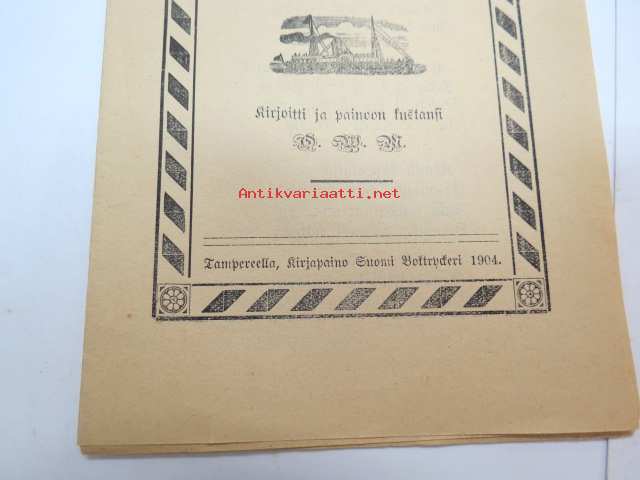 Kirjoitti ja painoon kustansi
Antikvariaatti.net
Tampereella, Kirjapaino Suomi Boktryckeri 1904.